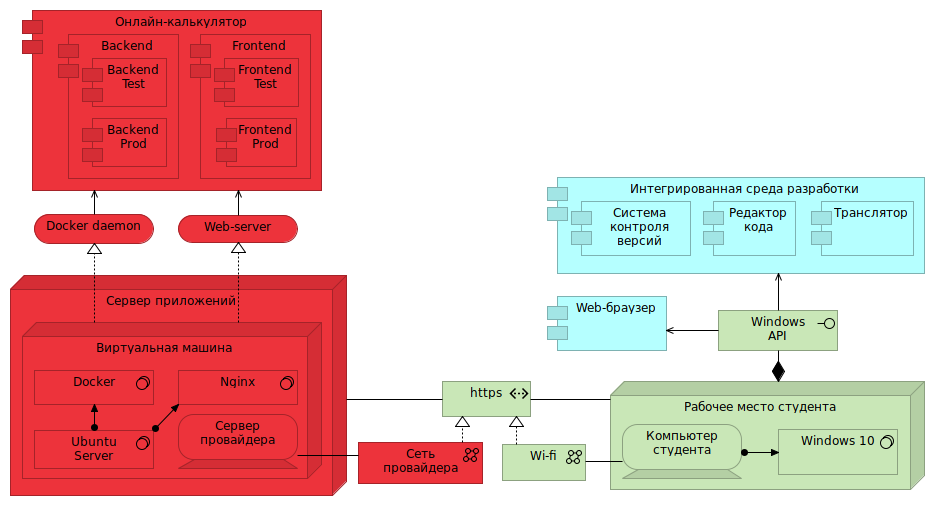 Онлайн-калькулятор
Backend
Backend
Test
Backend
Prod
Frontend
Frontend
Test
Frontend
Prod
Docker daemon
Web-server
Сервер приложений
Виртуальная машина
Docker
Nginx
Ubuntu
Server
Сервер
провайдера
https
Сеть
провайдера
Wi-fi
Интегрированная среда разработки
Система
контроля
версий
Редактор
кода
Транслятор
Web-браузер
Windows
API
Рабочее место студента
Компьютер
студента
Windows 10